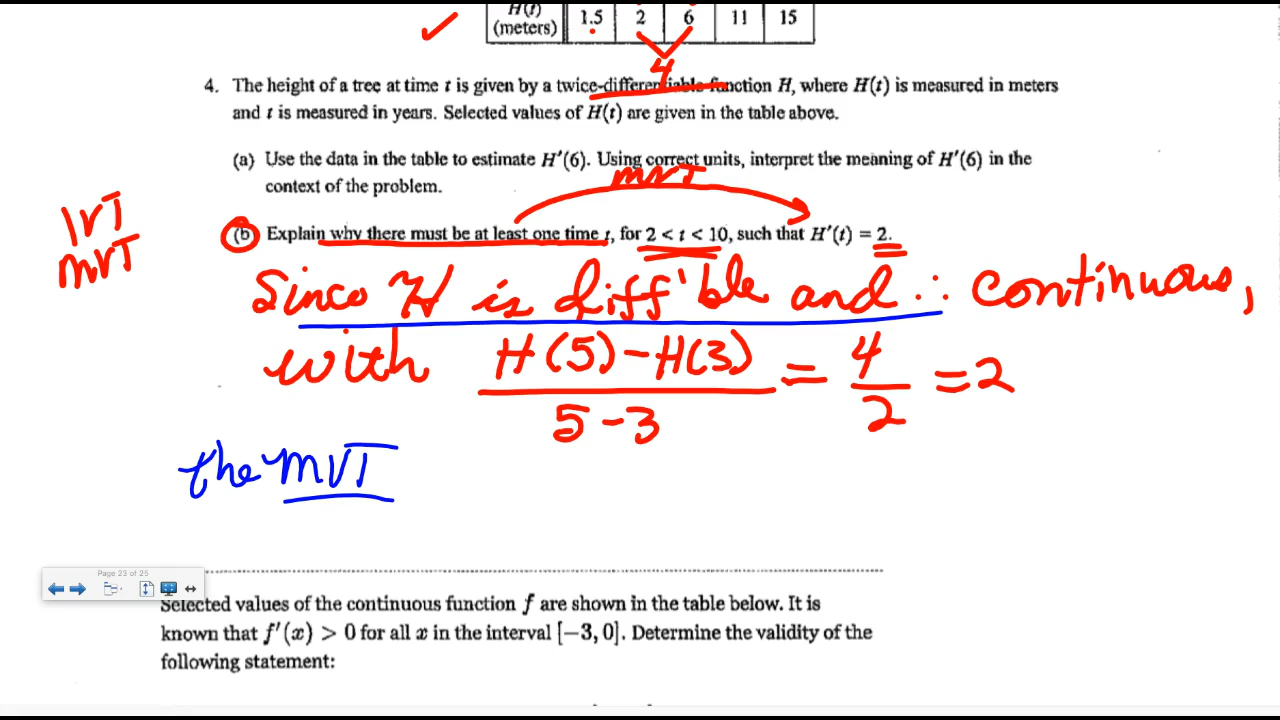 H(t)
(meters) 1.5 2 6 11 15
4
4. The height of a tree at time t is given by a twice-differentiable function H, where H(t) is measured in meters
and t is measured in years. Selected values of H(t) are given in the table above.
(a) Use the data in the table to estimate H′(6). Using correct units, interpret the meaning of H′(6) in the
context of the problem.
MVT
IVT
MVT
(b) Explain why there must be at least one time t, for 2 < t < 10, such that H′(t) = 2.
Since H is diff'ble and ∴ continuous,
with H(5)-H(3) / 5-3 = 4/2 = 2
the MVT
Page 23 of 25
Selected values of the continuous function f are shown in the table below. It is
known that f′(x) > 0 for all x in the interval [−3, 0]. Determine the validity of the
following statement: